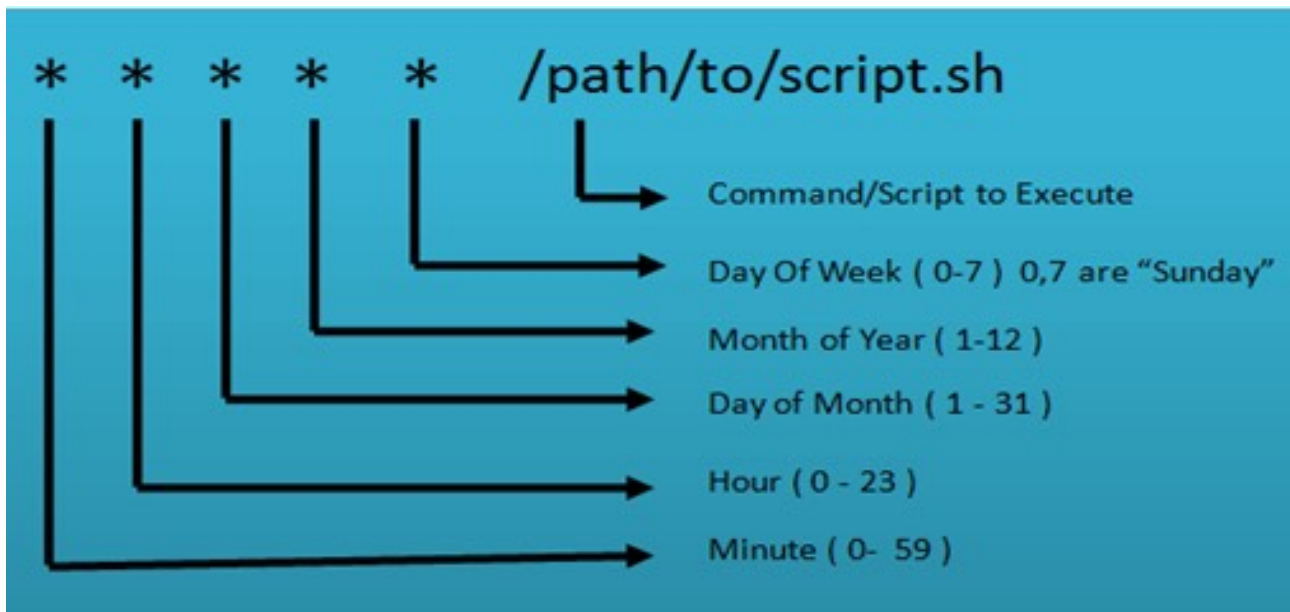 * * * * * /path/to/script.sh
Command/Script to Execute
Day Of Week ( 0-7 ) 0,7 are “Sunday”
Month of Year ( 1-12 )
Day of Month ( 1 - 31 )
Hour ( 0 - 23 )
Minute ( 0- 59 )